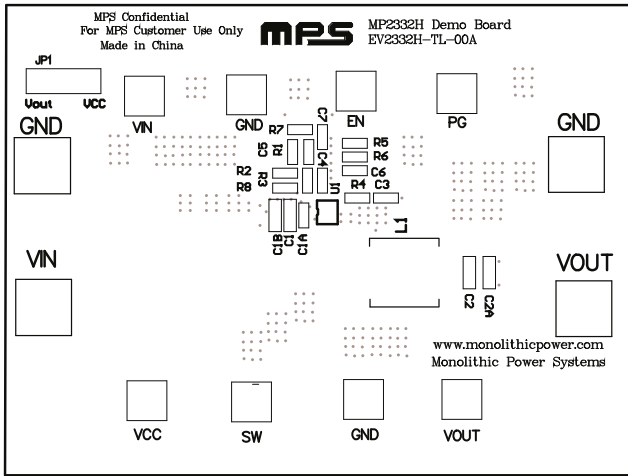 MPS Confidential
For MPS Customer Use Only
Made in China
mps
MP2332H Demo Board
EV2332H-TL-00A
JP1
Vout
VCC
VIN
GND
EN
PG
GND
GND
C7
R7
C5
R1
C4
R5
R6
C6
R2
R3
R8
U1
R4
C3
C1B
C1
C1A
L1
VIN
VOUT
C2
C2A
www.monolithicpower.com
Monolithic Power Systems
VCC
SW
GND
VOUT